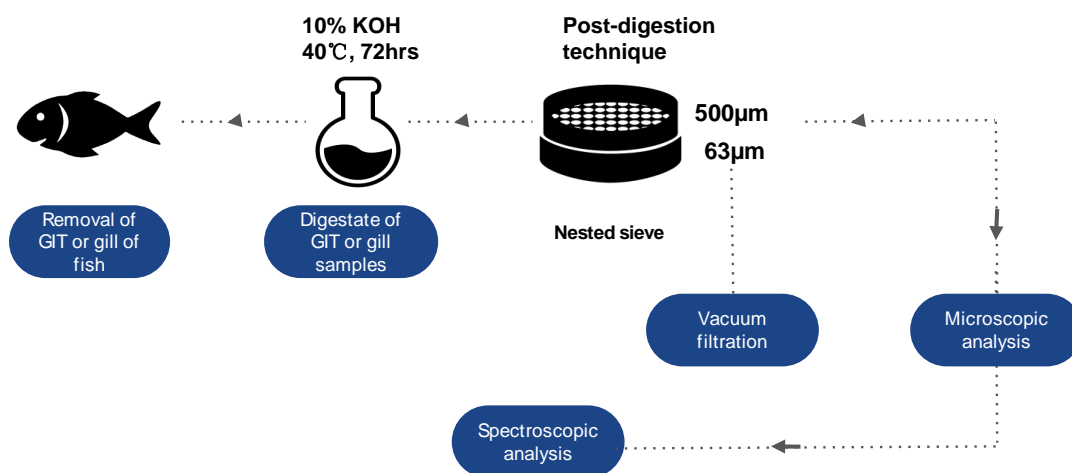 10% KOH
40℃, 72hrs
Post-digestion
technique
500µm
63µm
Removal of
GIT or gill of
fish
Digestate of
GIT or gill
samples
Nested sieve
Vacuum
filtration
Microscopic
analysis
Spectroscopic
analysis